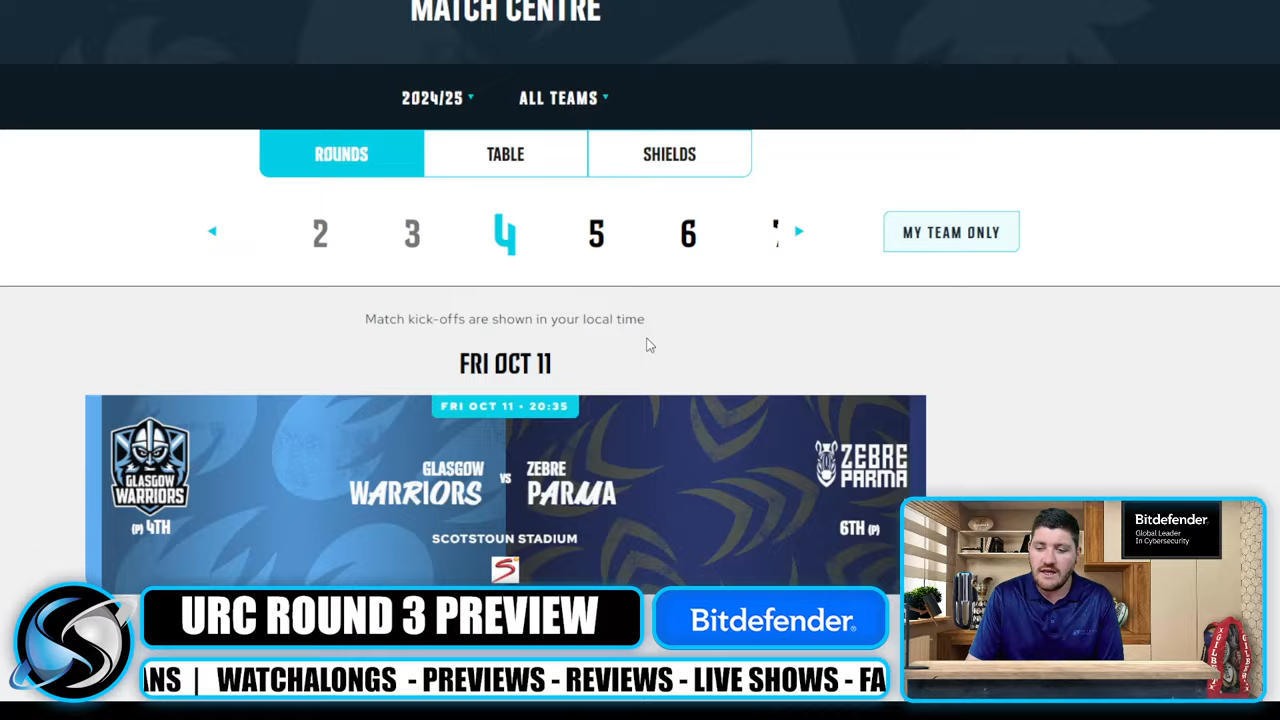 MATCH CENTRE
2024/25 ALL TEAMS
ROUNDS TABLE SHIELDS
2 3 4 5 6
MY TEAM ONLY
Match kick-offs are shown in your local time
FRI OCT 11
FRI OCT 11 • 20:35
GLASGOW
WARRIORS
(P) 4TH
GLASGOW
WARRIORS
VS
ZEBRE
PARMA
ZEBRE
PARMA
6TH (P)
SCOTSTOUN STADIUM
S
Bitdefender
Global Leader
In Cybersecurity
URC ROUND 3 PREVIEW
Bitdefender
ANS | WATCHALONGS - PREVIEWS - REVIEWS - LIVE SHOWS - FA